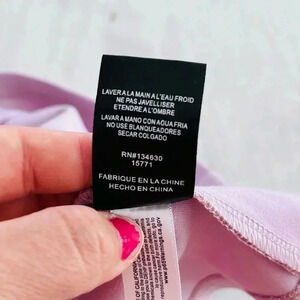 LAVER A LA MAIN A L'EAU FROID
NE PAS JAVELLISER
ETENDRE A L'OMBRE
LAVAR A MANO CON AQUA FRIA
NO USE BLANQUEADORES
SECAR COLGADO
RN#134630
15771
FABRIQUE EN LA CHINE
HECHO EN CHINA